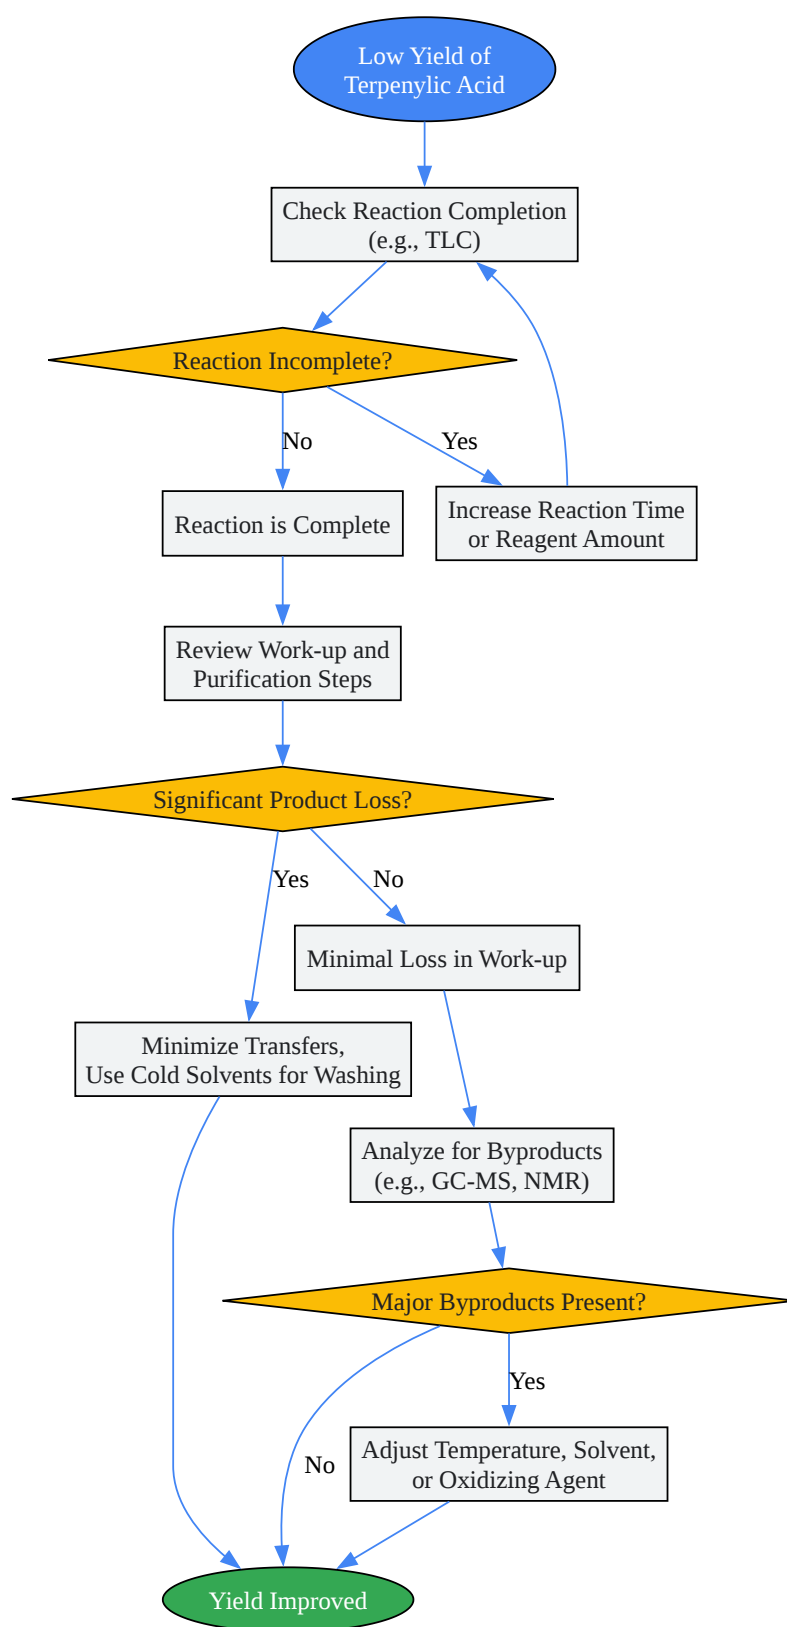 Low Yield of
Terpenylic Acid
Check Reaction Completion
(e.g., TLC)
Reaction Incomplete?
No
Yes
Reaction is Complete
Increase Reaction Time
or Reagent Amount
Review Work-up and
Purification Steps
Significant Product Loss?
Yes
No
Minimal Loss in Work-up
Minimize Transfers,
Use Cold Solvents for Washing
Analyze for Byproducts
(e.g., GC-MS, NMR)
Major Byproducts Present?
Yes
No
Adjust Temperature, Solvent,
or Oxidizing Agent
Yield Improved